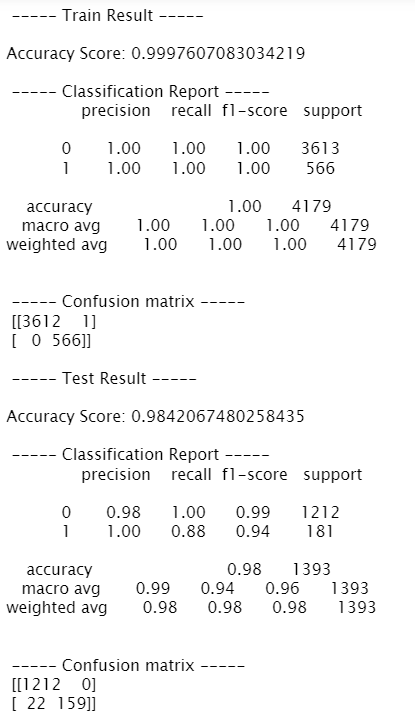 ----- Train Result -----
Accuracy Score: 0.9997607083034219
----- Classification Report -----
precision recall f1-score support
0 1.00 1.00 1.00 3613
1 1.00 1.00 1.00 566
accuracy 1.00 4179
macro avg 1.00 1.00 1.00 4179
weighted avg 1.00 1.00 1.00 4179
----- Confusion matrix -----
[[3612 1]
[ 0 566]]
----- Test Result -----
Accuracy Score: 0.9842067480258435
----- Classification Report -----
precision recall f1-score support
0 0.98 1.00 0.99 1212
1 1.00 0.88 0.94 181
accuracy 0.98 1393
macro avg 0.99 0.94 0.96 1393
weighted avg 0.98 0.98 0.98 1393
----- Confusion matrix -----
[[1212 0]
[ 22 159]]